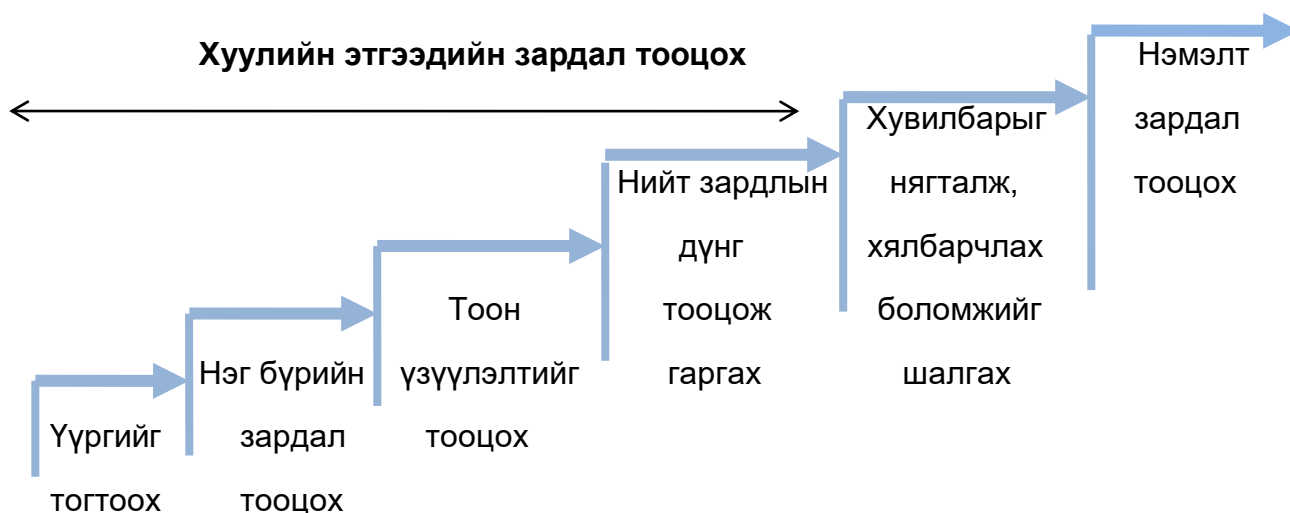 Хуулийн этгээдийн зардал тооцох
Үүргийг
тогтоох
Нэг бүрийн
зардал
тооцох
Тоон
үзүүлэлтийг
тооцох
Нийт зардлын
дүнг
тооцож
гаргах
Хувилбарыг
нягталж,
хялбарчлах
боломжийг
шалгах
Нэмэлт
зардал
тооцох